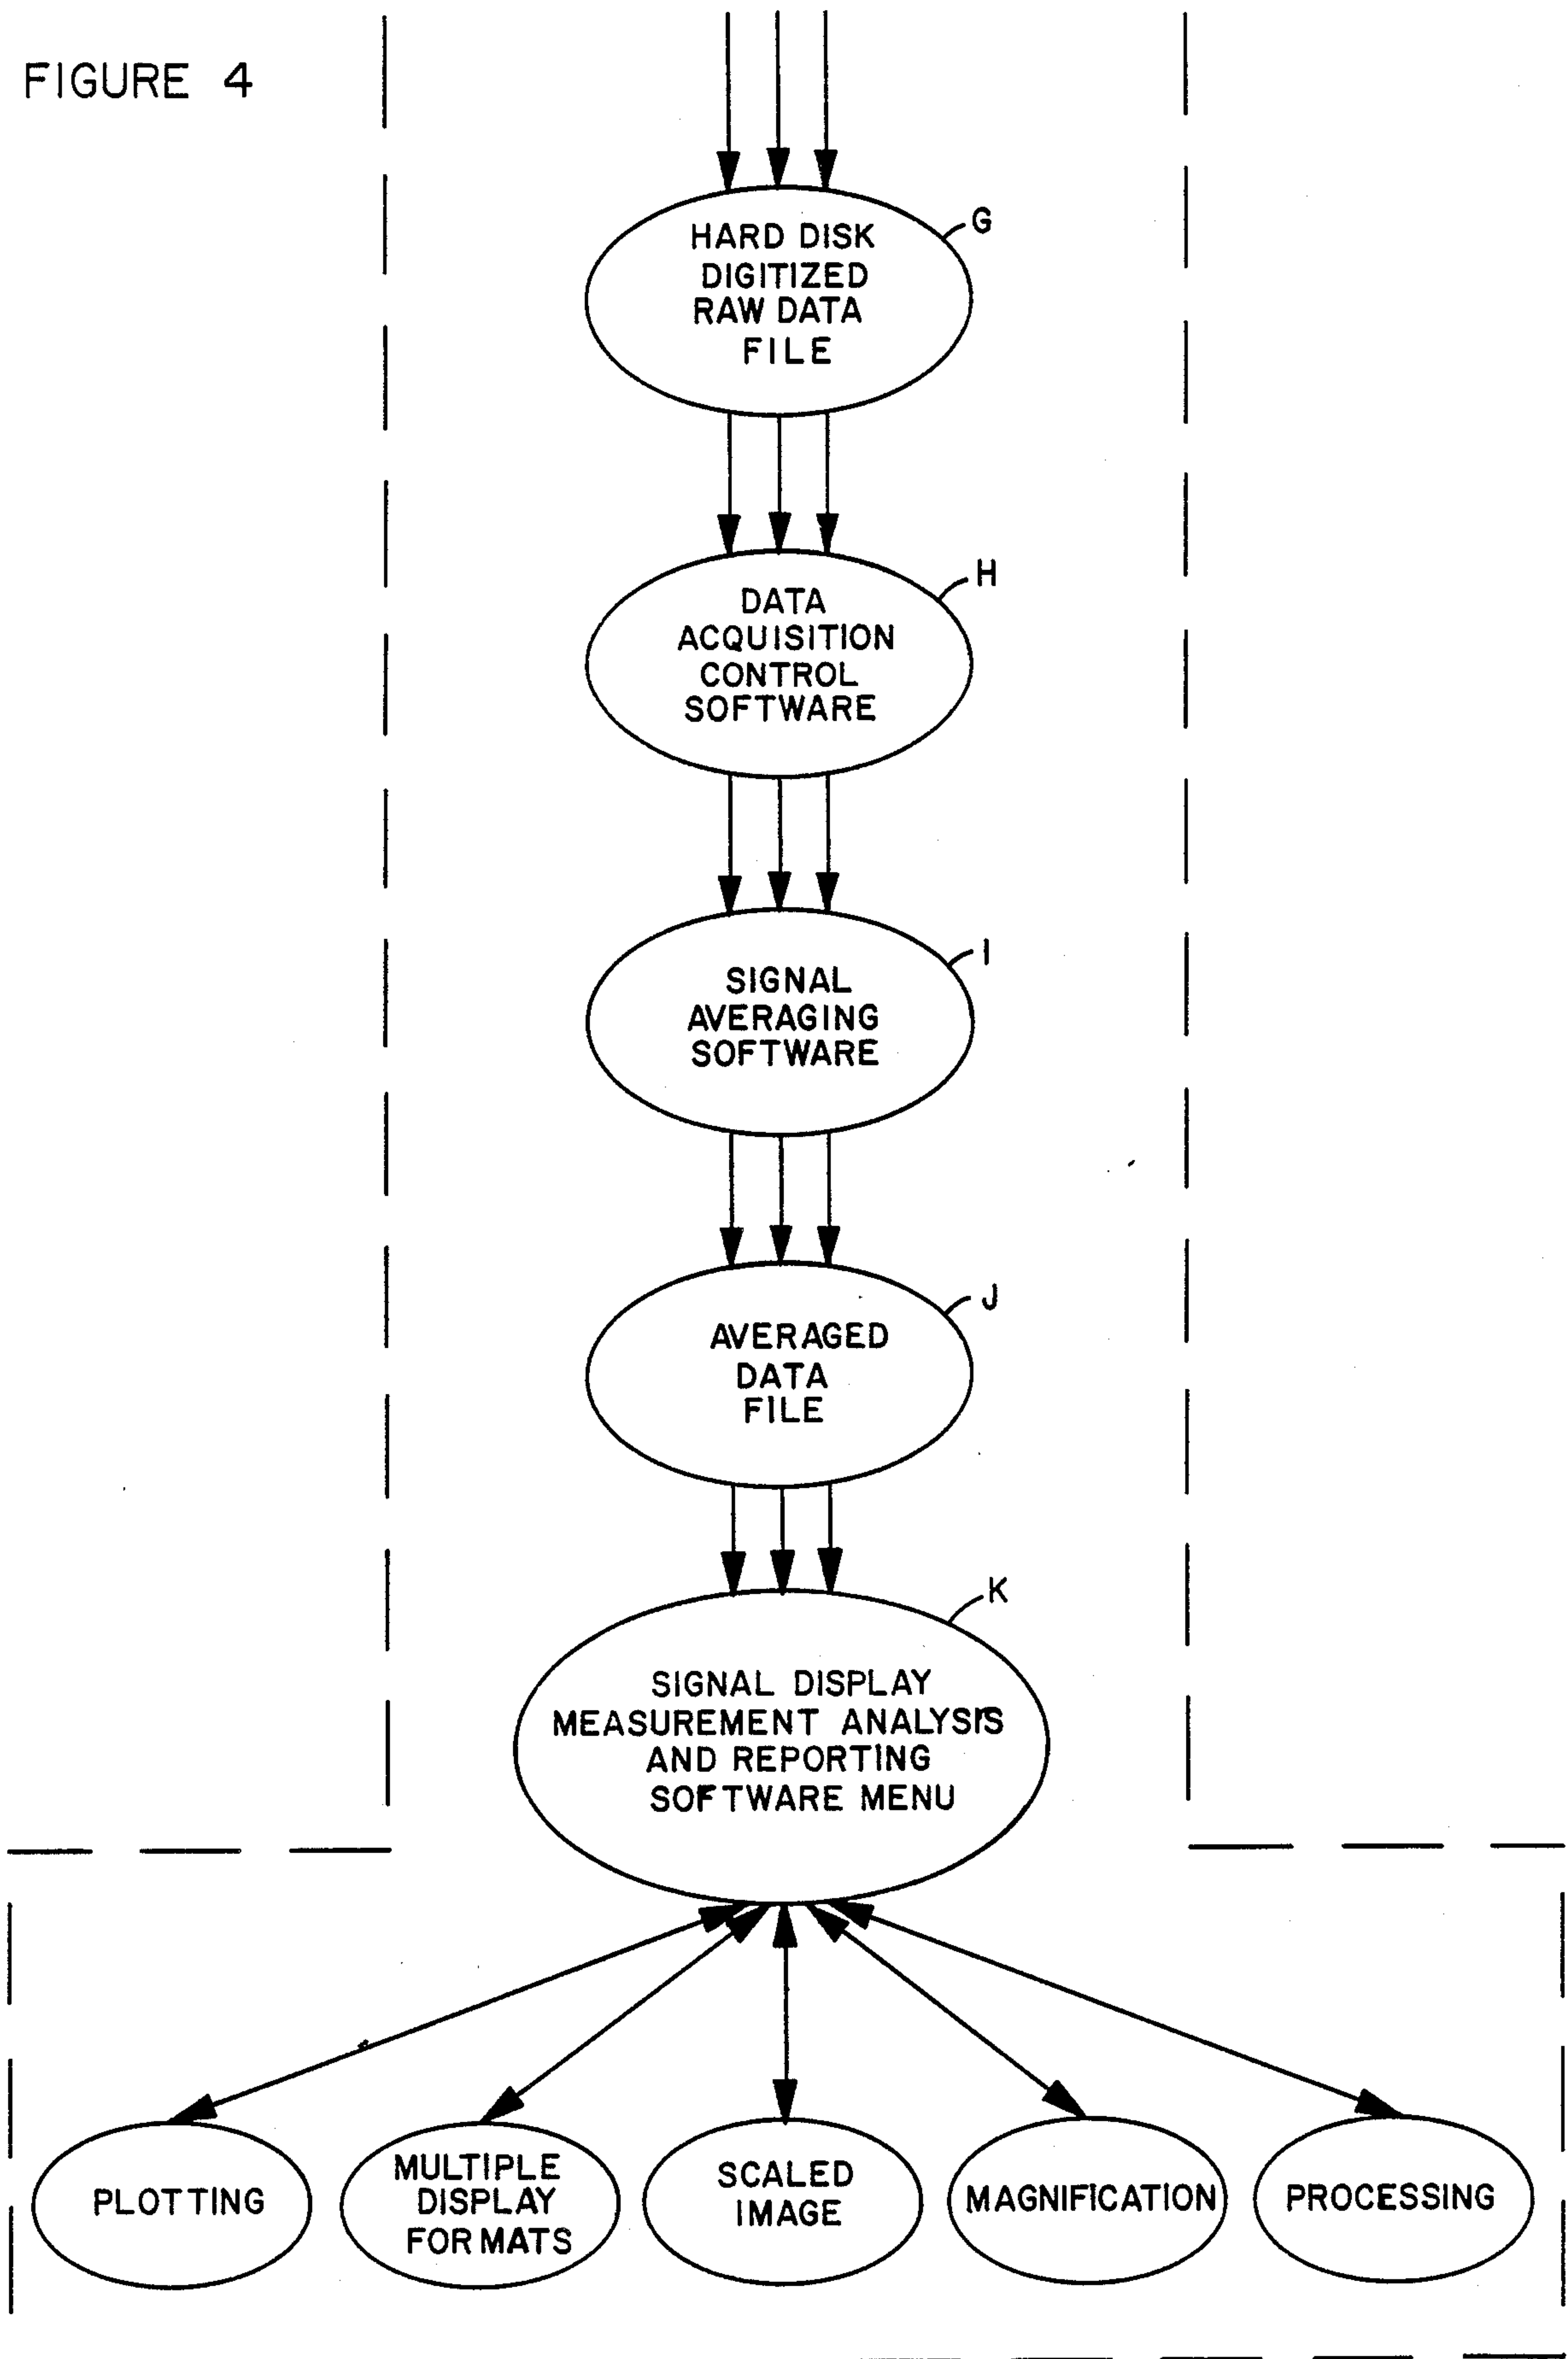 FIGURE 4
G
HARD DISK
DIGITIZED
RAW DATA
FILE
H
DATA
ACQUISITION
CONTROL
SOFTWARE
I
SIGNAL
AVERAGING
SOFTWARE
J
AVERAGED
DATA
FILE
K
SIGNAL DISPLAY
MEASUREMENT ANALYSIS
AND REPORTING
SOFTWARE MENU
PLOTTING
MULTIPLE
DISPLAY
FORMATS
SCALED
IMAGE
MAGNIFICATION
PROCESSING